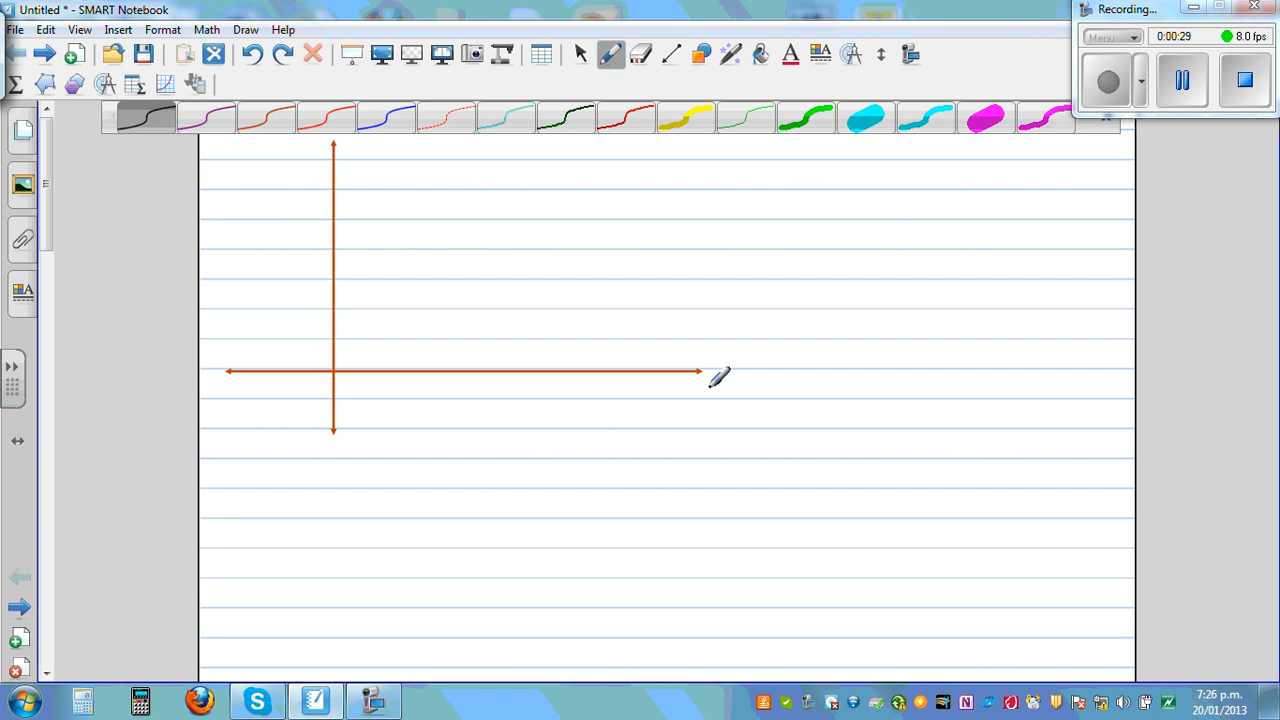 Untitled * - SMART Notebook
Recording...
File Edit View Insert Format Math Draw Help
Menu 0:00:29 8.0 fps
7:26 p.m.
20/01/2013